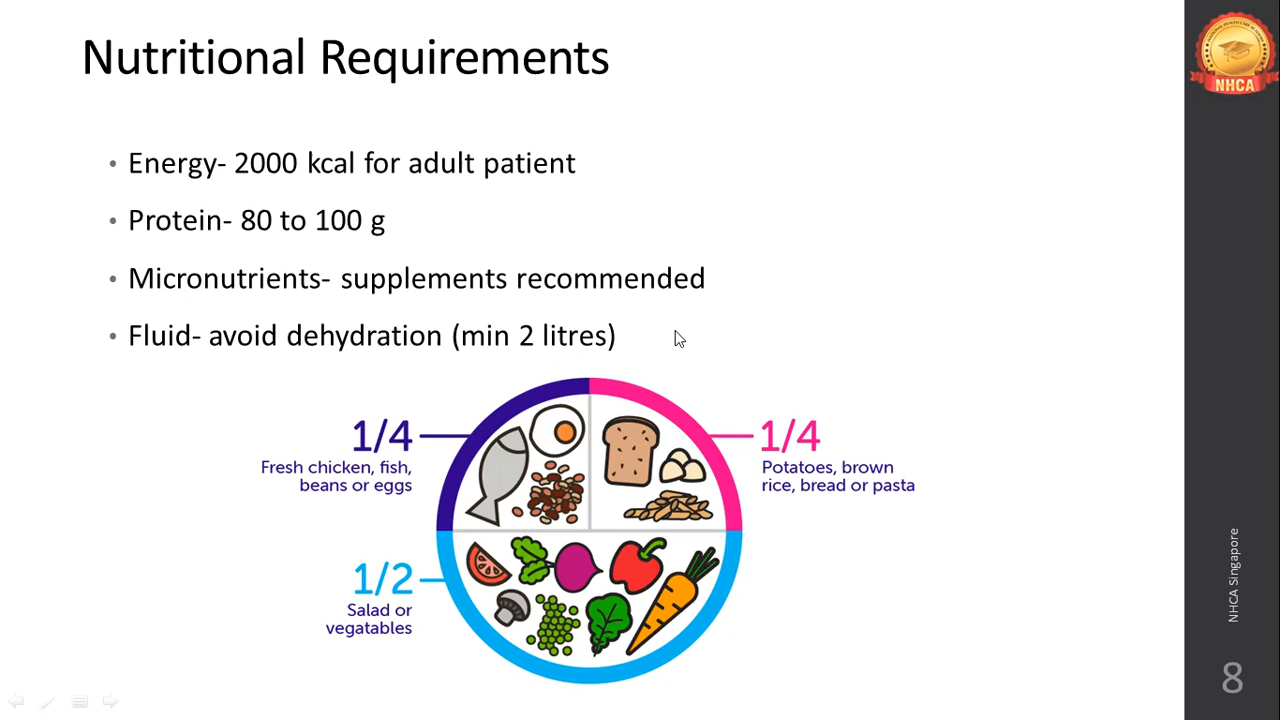 Nutritional Requirements
• Energy- 2000 kcal for adult patient
• Protein- 80 to 100 g
• Micronutrients- supplements recommended
• Fluid- avoid dehydration (min 2 litres)
1/4
Fresh chicken, fish,
beans or eggs
1/4
Potatoes, brown
rice, bread or pasta
1/2
Salad or
vegatables
NHCA
NHCA Singapore
8